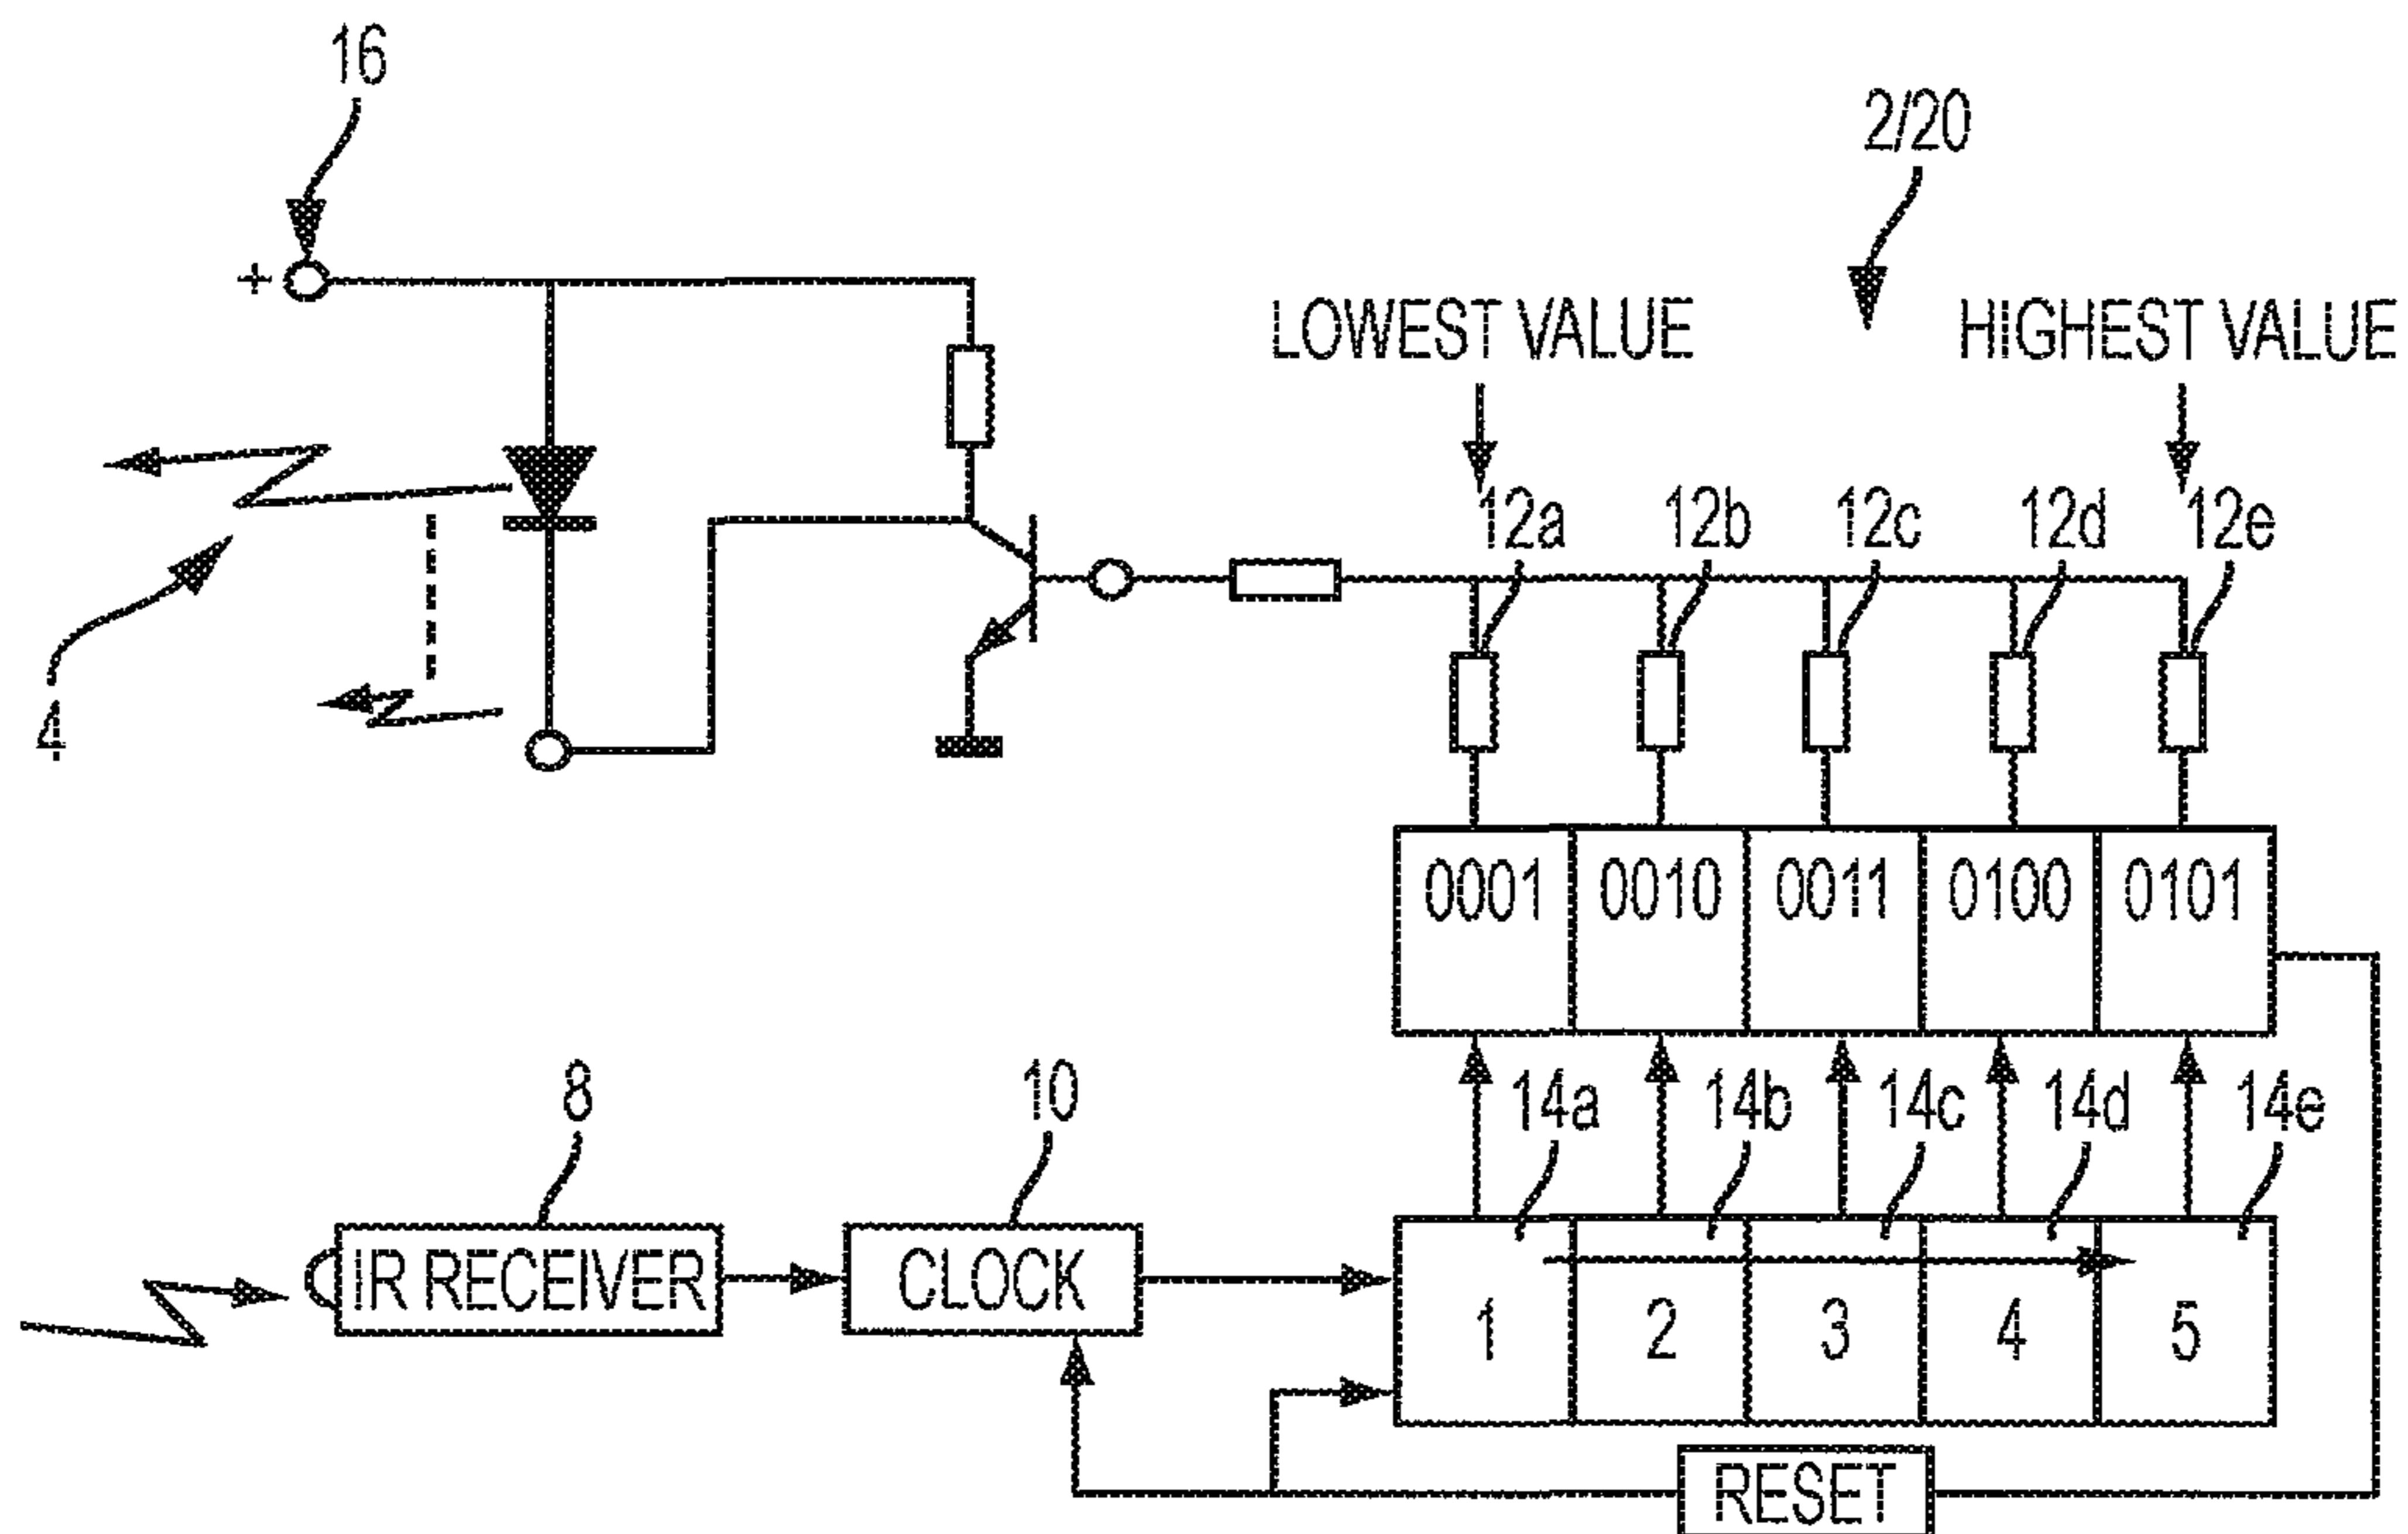 16
2/20
+
LOWEST VALUE HIGHEST VALUE
12a 12b 12c 12d 12e
4
0001 0010 0011 0100 0101
8 10 14a 14b 14c 14d 14e
IR RECEIVER CLOCK 1 2 3 4 5
RESET